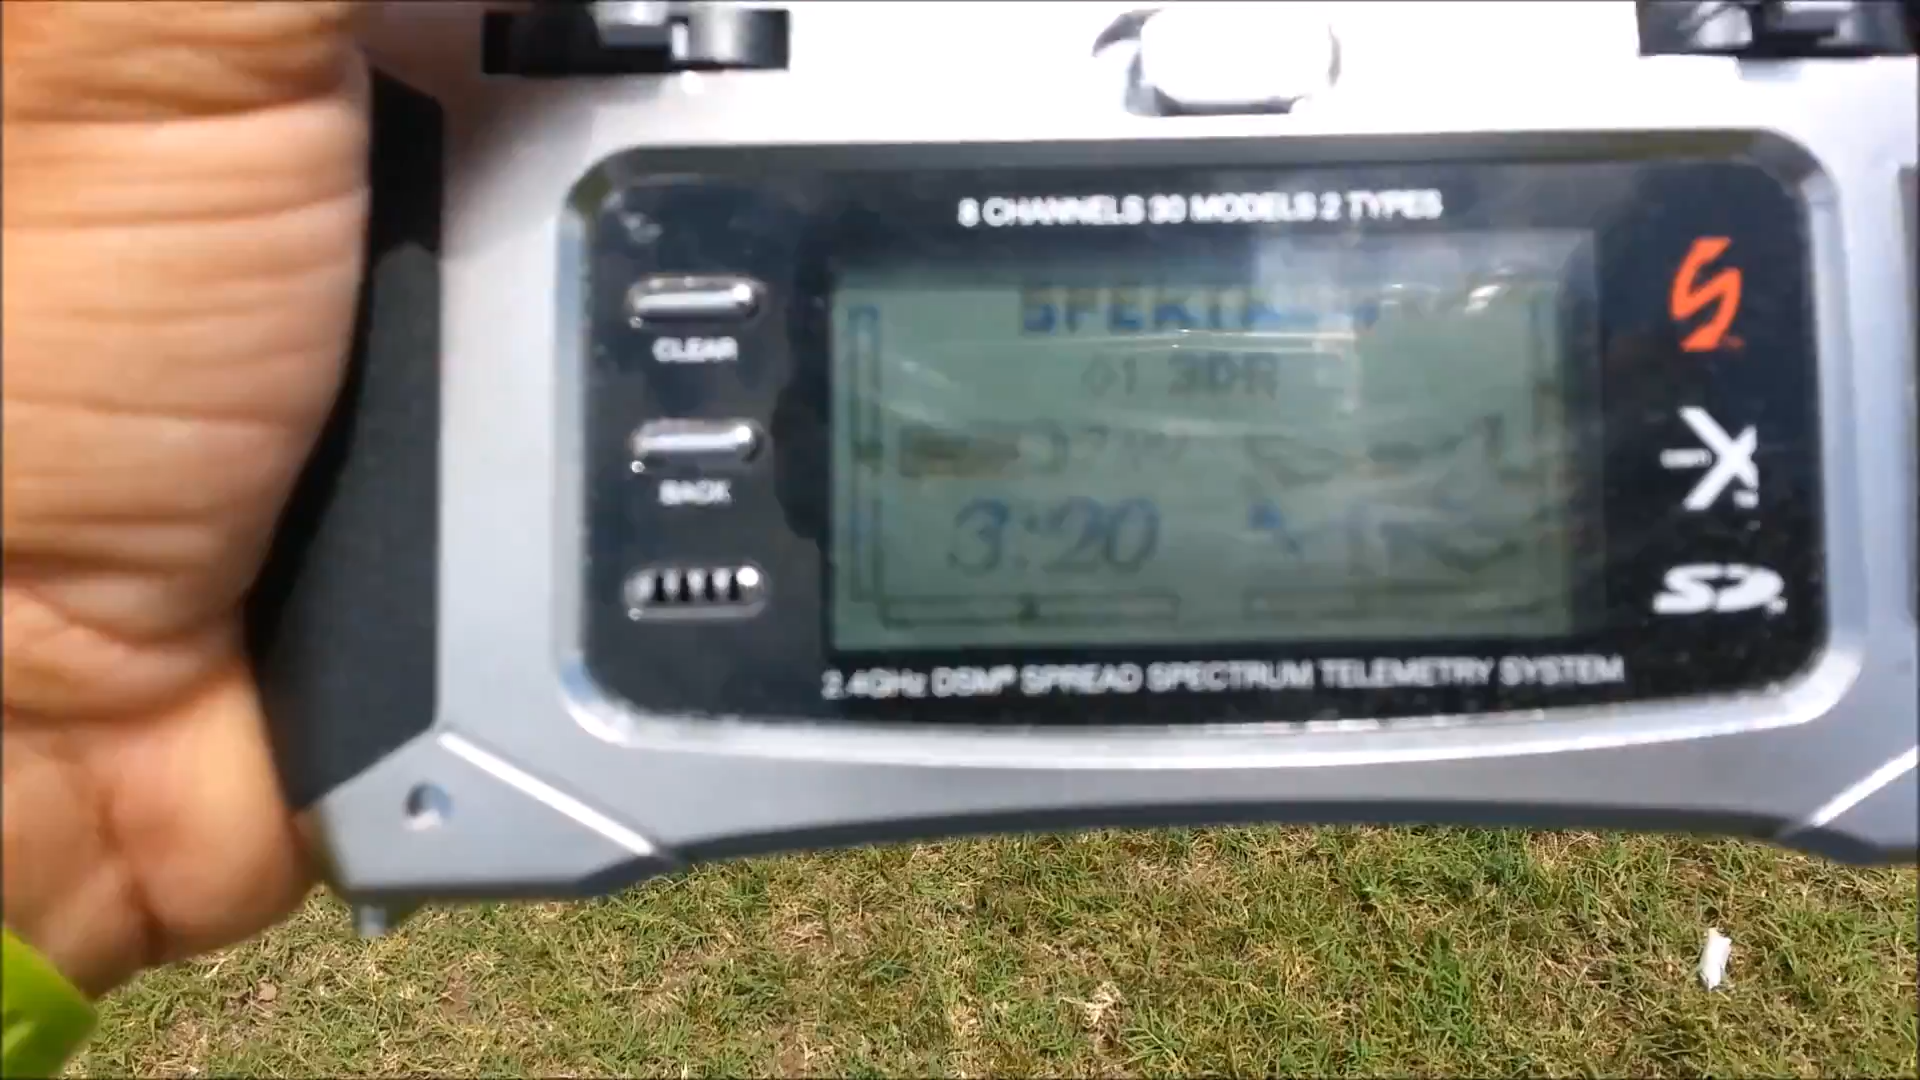 8 CHANNELS 30 MODELS 2 TYPES
CLEAR
01 3DR
BACK
3:20
X
SD
2.4GHz DSM® SPREAD SPECTRUM TELEMETRY SYSTEM